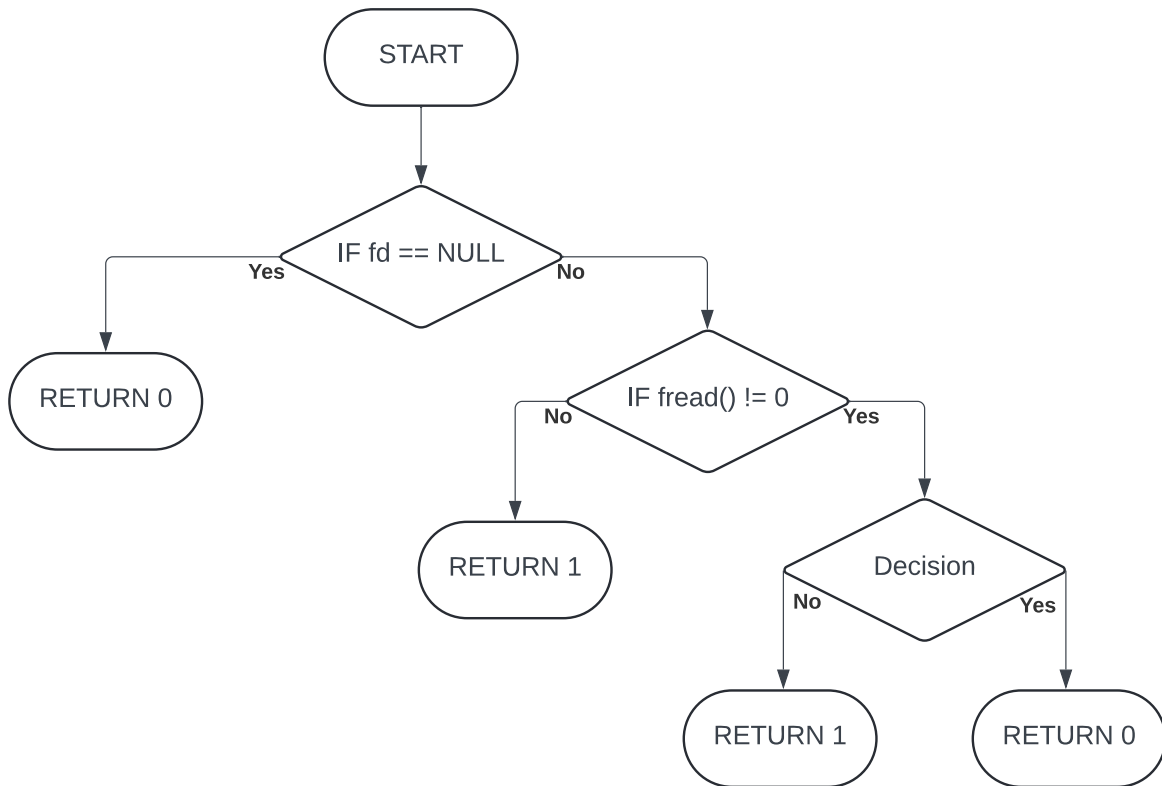 START
IF fd == NULL
Yes
No
RETURN 0
IF fread() != 0
No
Yes
RETURN 1
Decision
No
Yes
RETURN 1
RETURN 0